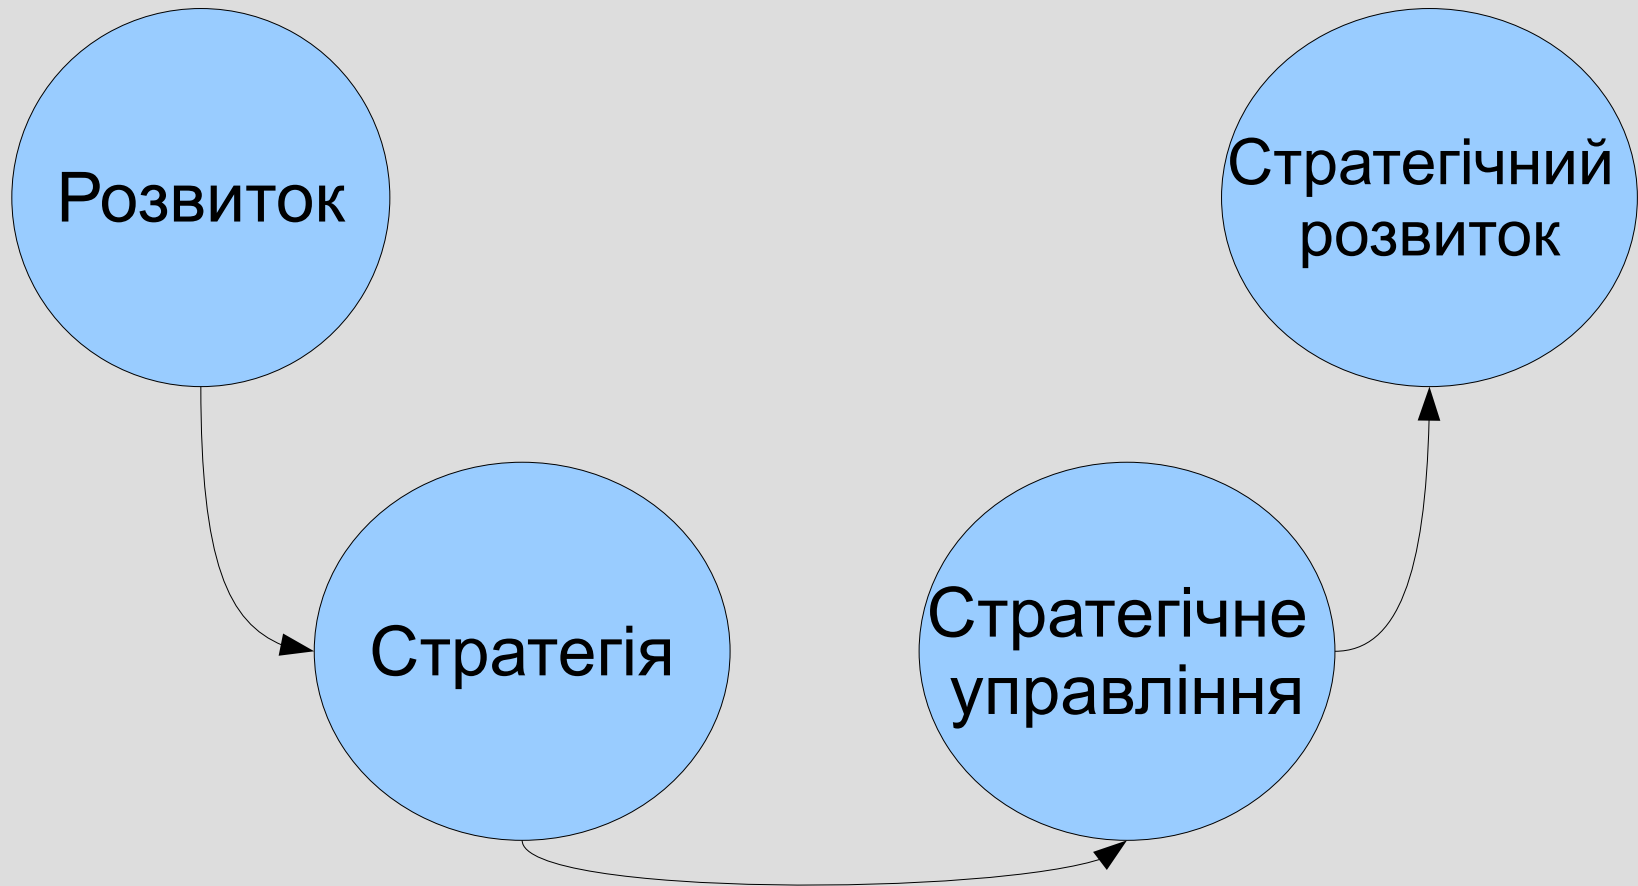 Розвиток
Стратегія
Стратегічне
управління
Стратегічний
розвиток